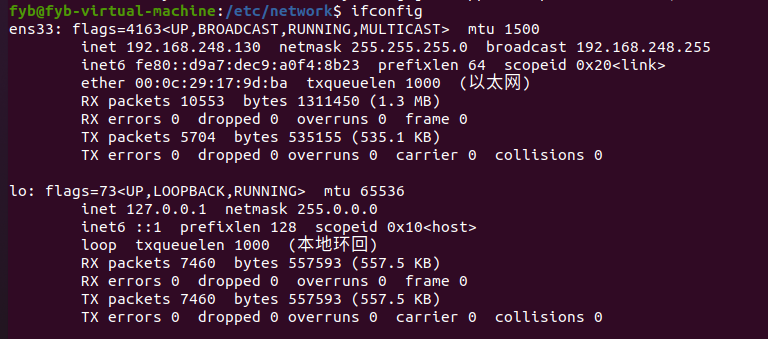 fyb@fyb-virtual-machine:/etc/network$ ifconfig
ens33: flags=4163<UP,BROADCAST,RUNNING,MULTICAST>  mtu 1500
        inet 192.168.248.130  netmask 255.255.255.0  broadcast 192.168.248.255
        inet6 fe80::d9a7:dec9:a0f4:8b23  prefixlen 64  scopeid 0x20<link>
        ether 00:0c:29:17:9d:ba  txqueuelen 1000  (以太网)
        RX packets 10553  bytes 1311450 (1.3 MB)
        RX errors 0  dropped 0  overruns 0  frame 0
        TX packets 5704  bytes 535155 (535.1 KB)
        TX errors 0  dropped 0 overruns 0  carrier 0  collisions 0

lo: flags=73<UP,LOOPBACK,RUNNING>  mtu 65536
        inet 127.0.0.1  netmask 255.0.0.0
        inet6 ::1  prefixlen 128  scopeid 0x10<host>
        loop  txqueuelen 1000  (本地环回)
        RX packets 7460  bytes 557593 (557.5 KB)
        RX errors 0  dropped 0  overruns 0  frame 0
        TX packets 7460  bytes 557593 (557.5 KB)
        TX errors 0  dropped 0 overruns 0  carrier 0  collisions 0